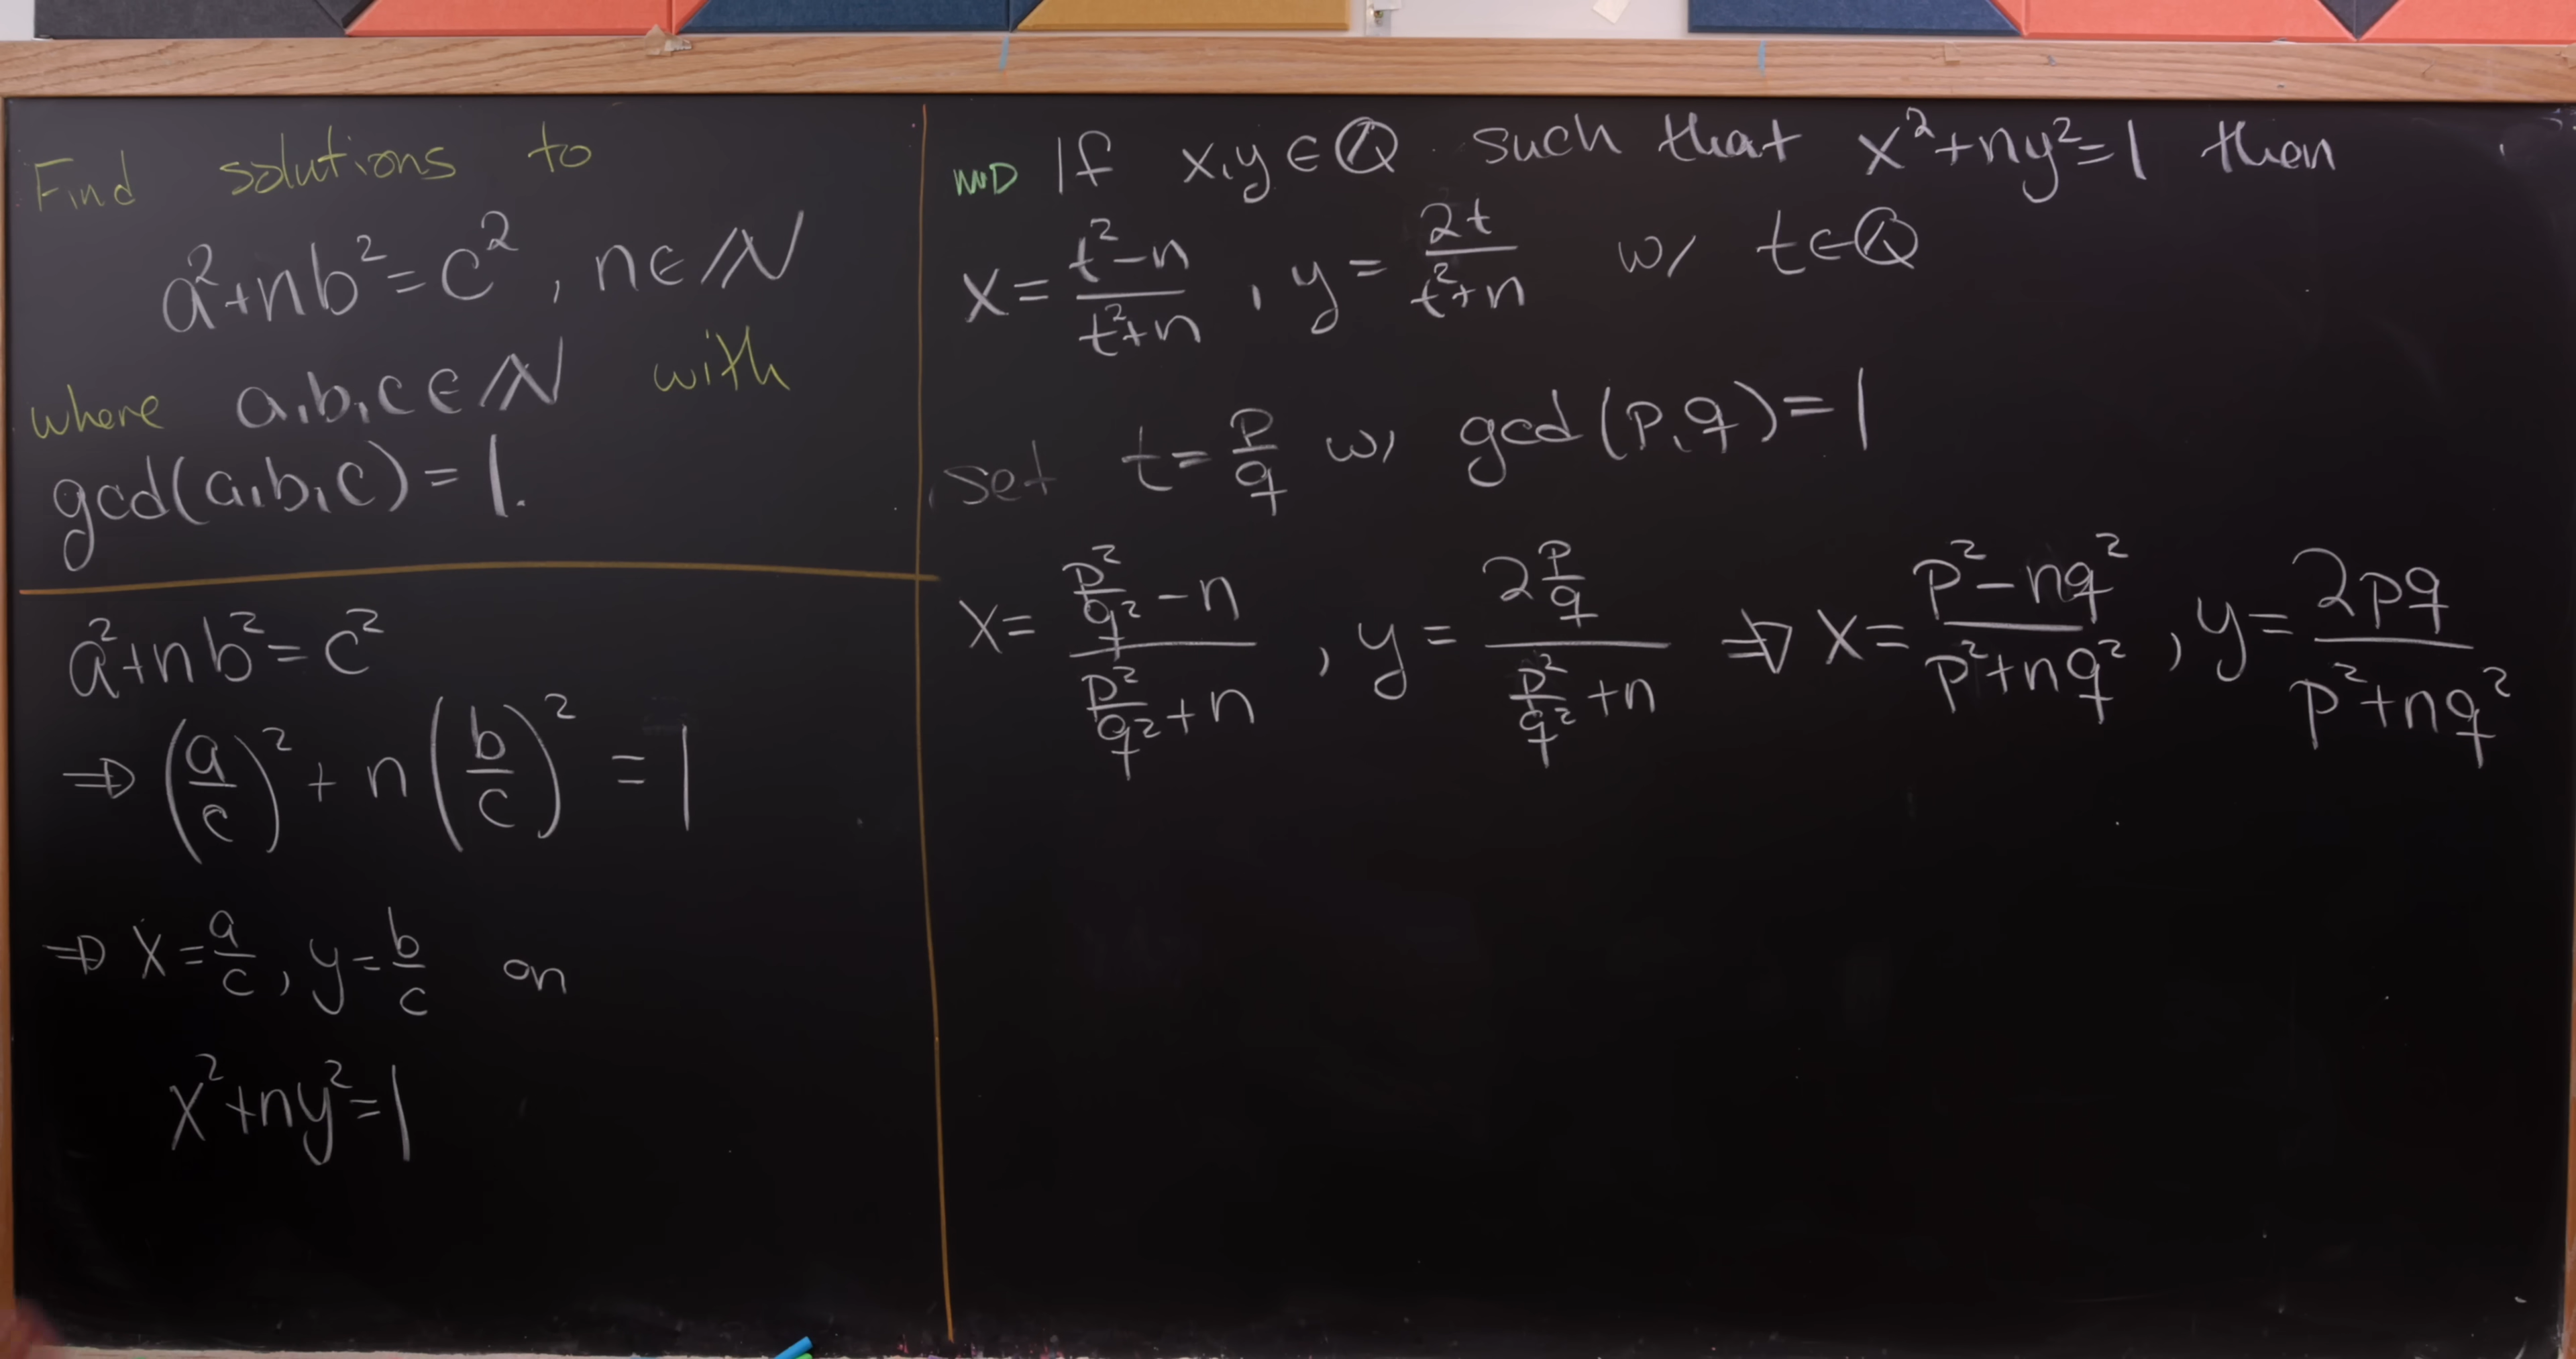 Find solutions to
a²+nb²=c², n∈ℕ
where a,b,c∈ℕ with
gcd(a,b,c)=1.
a²+nb²=c²
⇒ (a/c)² + n(b/c)² = 1
⇒ x=a/c, y=b/c on
x²+ny²=1
⇝ If x,y∈ℚ such that x²+ny²=1 then
x=(t²-n)/(t²+n), y=2t/(t²+n) w/ t∈ℚ
set t=p/q w/ gcd(p,q)=1
x=(p²/q²-n)/(p²/q²+n), y=(2p/q)/(p²/q²+n) ⇒ x=(p²-nq²)/(p²+nq²), y=2pq/(p²+nq²)